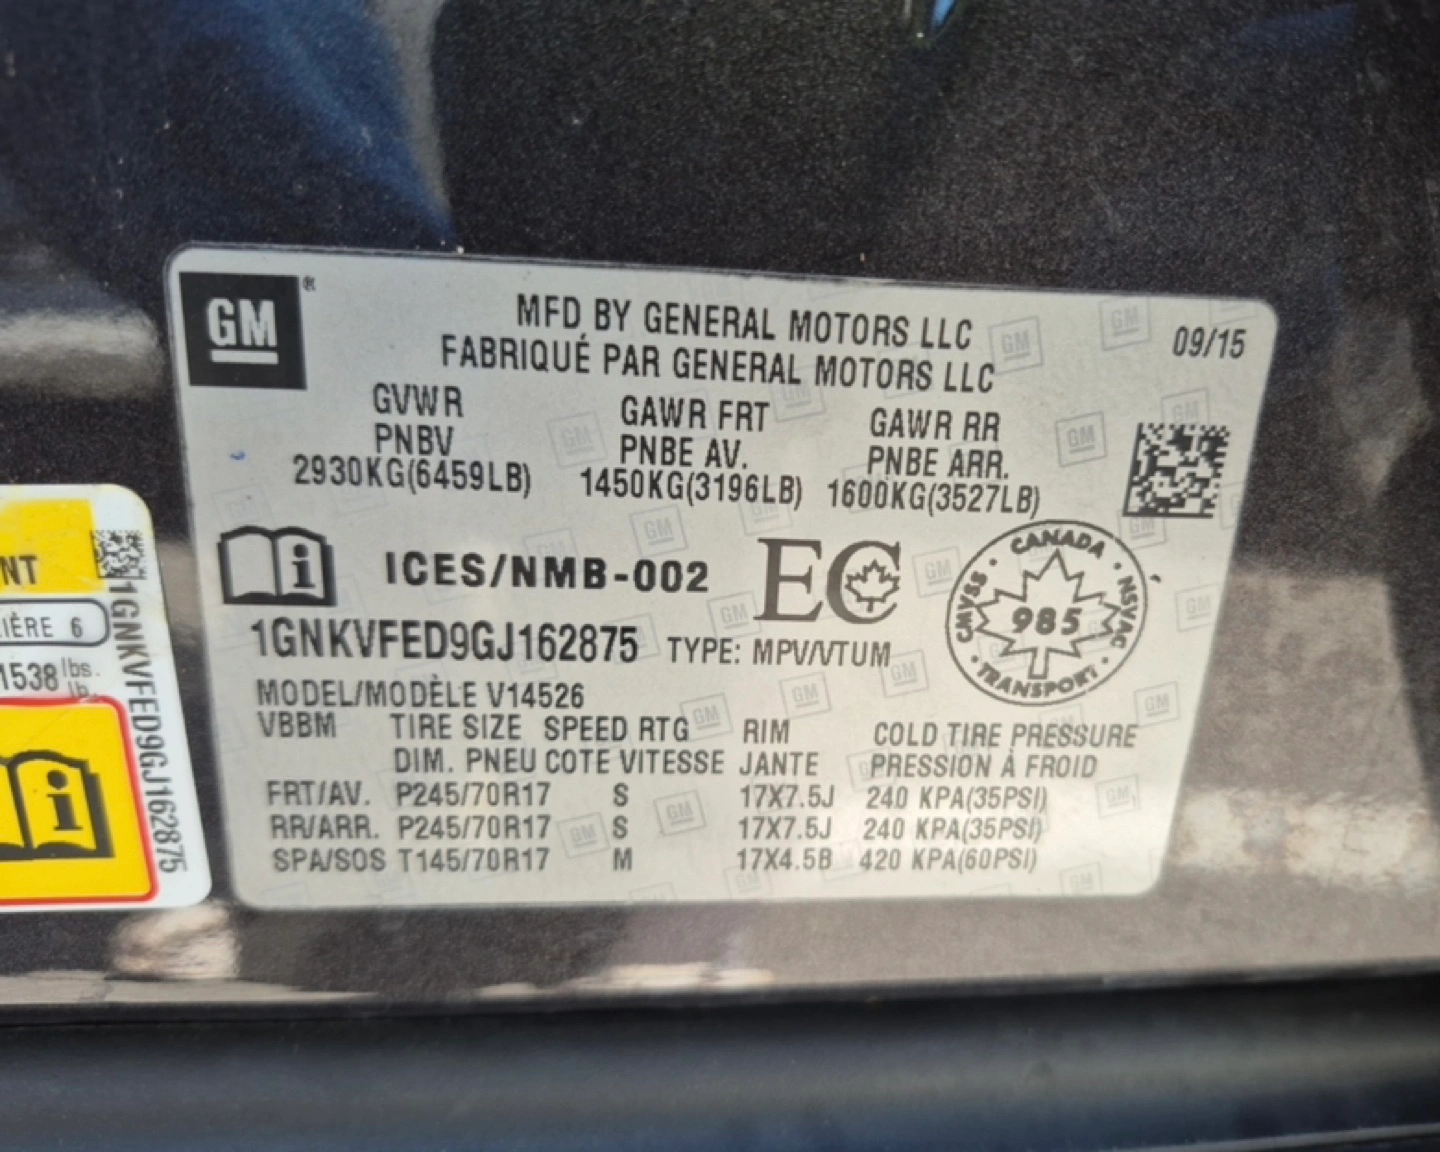 GM ®
MFD BY GENERAL MOTORS LLC
FABRIQUÉ PAR GENERAL MOTORS LLC
09/15
GVWR GAWR FRT GAWR RR
PNBV PNBE AV. PNBE ARR.
2930KG(6459LB) 1450KG(3196LB) 1600KG(3527LB)
i ICES/NMB-002 EC
CANADA
CMVSS 985 NSVAC
TRANSPORT
1GNKVFED9GJ162875 TYPE: MPV/VTUM
MODEL/MODÈLE V14526
VBBM TIRE SIZE SPEED RTG RIM COLD TIRE PRESSURE
DIM. PNEU COTE VITESSE JANTE PRESSION À FROID
FRT/AV. P245/70R17 S 17X7.5J 240 KPA(35PSI)
RR/ARR. P245/70R17 S 17X7.5J 240 KPA(35PSI)
SPA/SOS T145/70R17 M 17X4.5B 420 KPA(60PSI)
NT
IÈRE 6
1538 lbs.
lb.
i
1GNKVFED9GJ162875